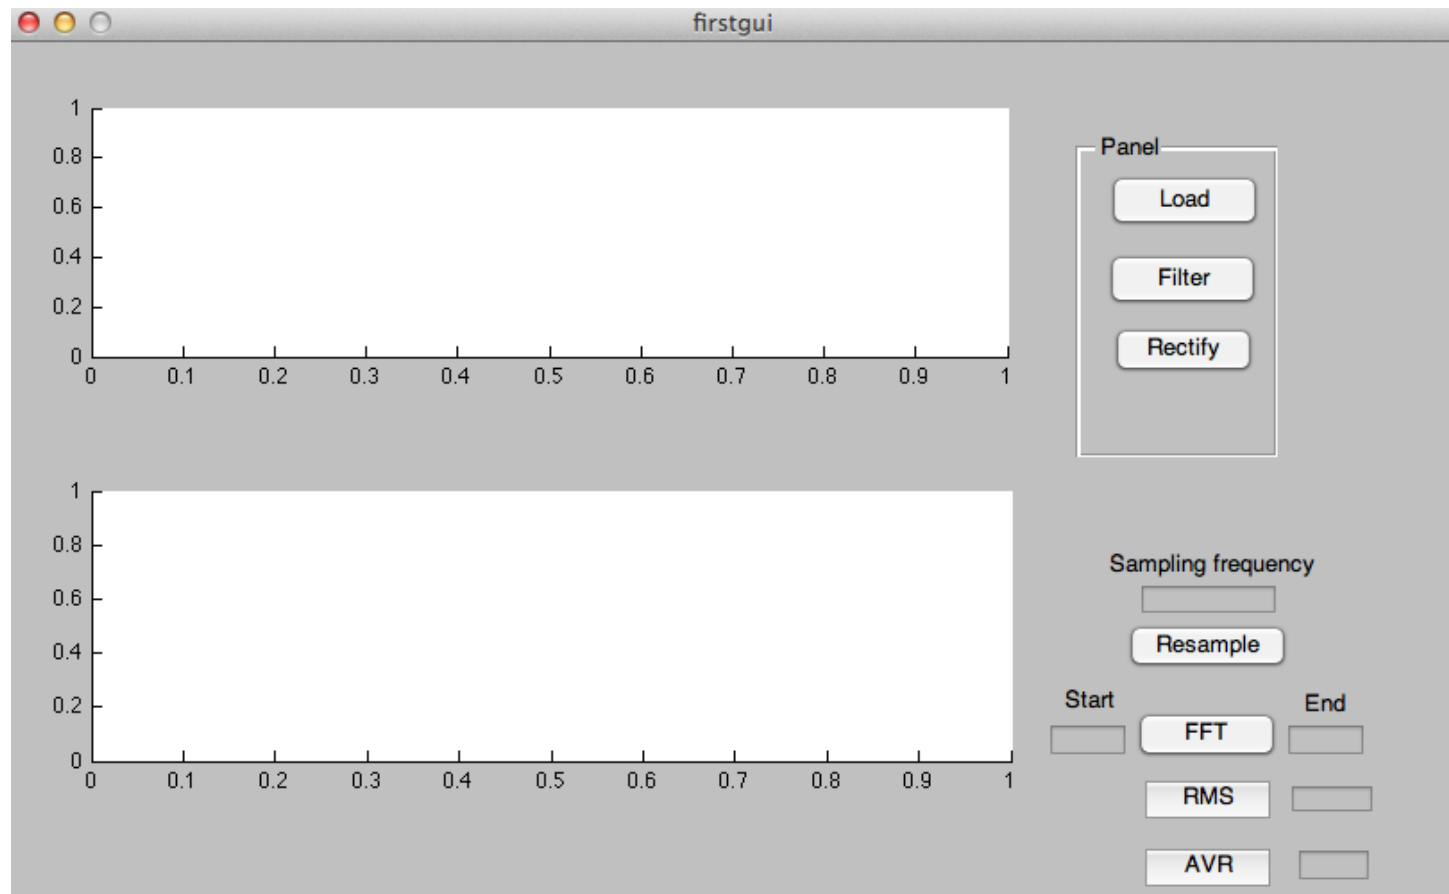 firstgui
1
0.8
0.6
0.4
0.2
0
0 0.1 0.2 0.3 0.4 0.5 0.6 0.7 0.8 0.9 1
Panel
Load
Filter
Rectify
1
0.8
0.6
0.4
0.2
0
0 0.1 0.2 0.3 0.4 0.5 0.6 0.7 0.8 0.9 1
Sampling frequency
Resample
Start FFT End
RMS
AVR